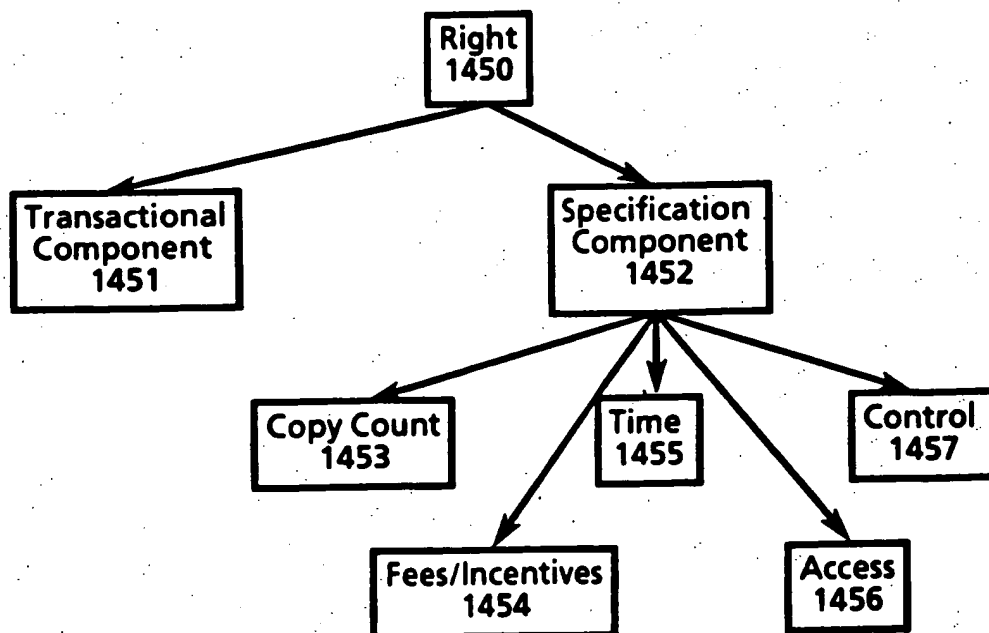 Right
1450
Transactional
Component
1451
Specification
Component
1452
Copy Count
1453
Time
1455
Control
1457
Fees/Incentives
1454
Access
1456